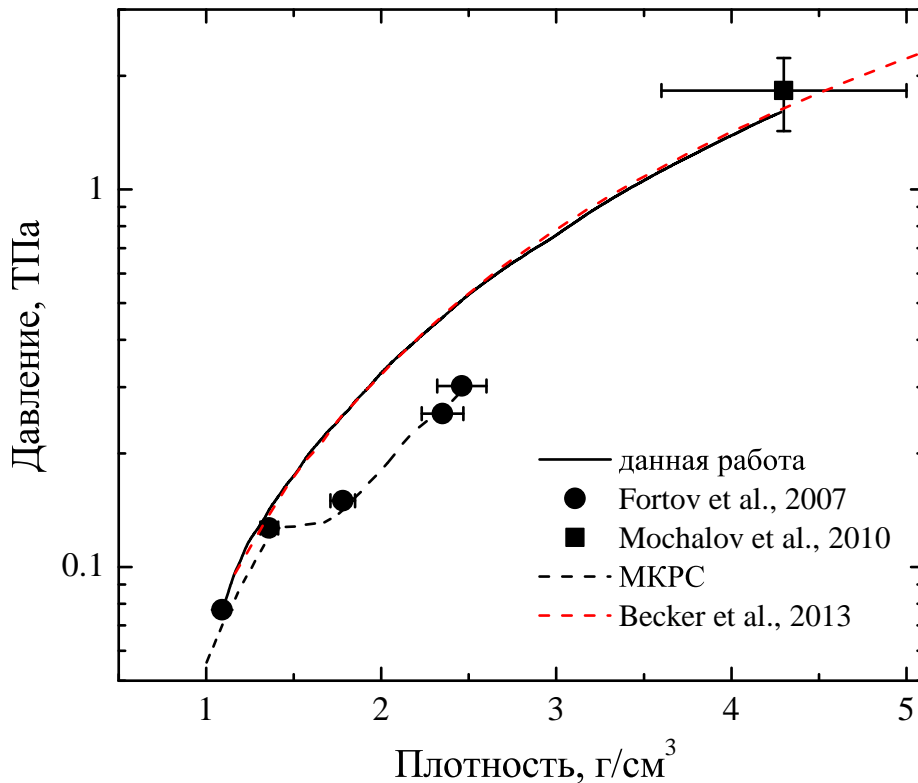 Давление, ТПа
1
0.1
данная работа
Fortov et al., 2007
Mochalov et al., 2010
МКРС
Becker et al., 2013
1 2 3 4 5
Плотность, г/см³